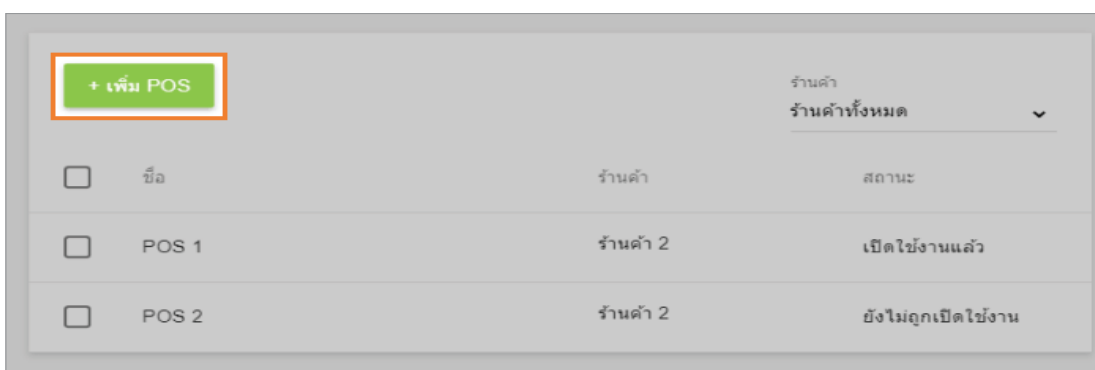 + เพิ่ม POS
ร้านค้า
ร้านค้าทั้งหมด
ชื่อ ร้านค้า สถานะ
POS 1 ร้านค้า 2 เปิดใช้งานแล้ว
POS 2 ร้านค้า 2 ยังไม่ถูกเปิดใช้งาน